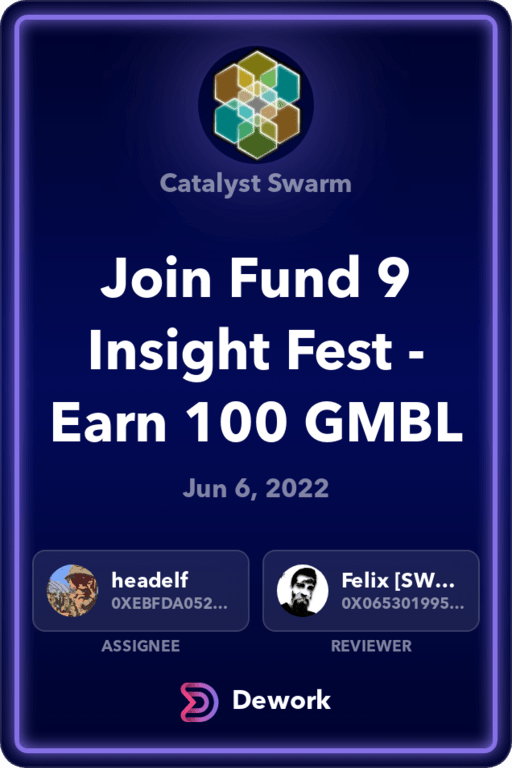 Catalyst Swarm
Join Fund 9
Insight Fest -
Earn 100 GMBL
Jun 6, 2022
headelf
0XEBFDA052...
ASSIGNEE
Felix [SW...
0X065301995...
REVIEWER
Dework